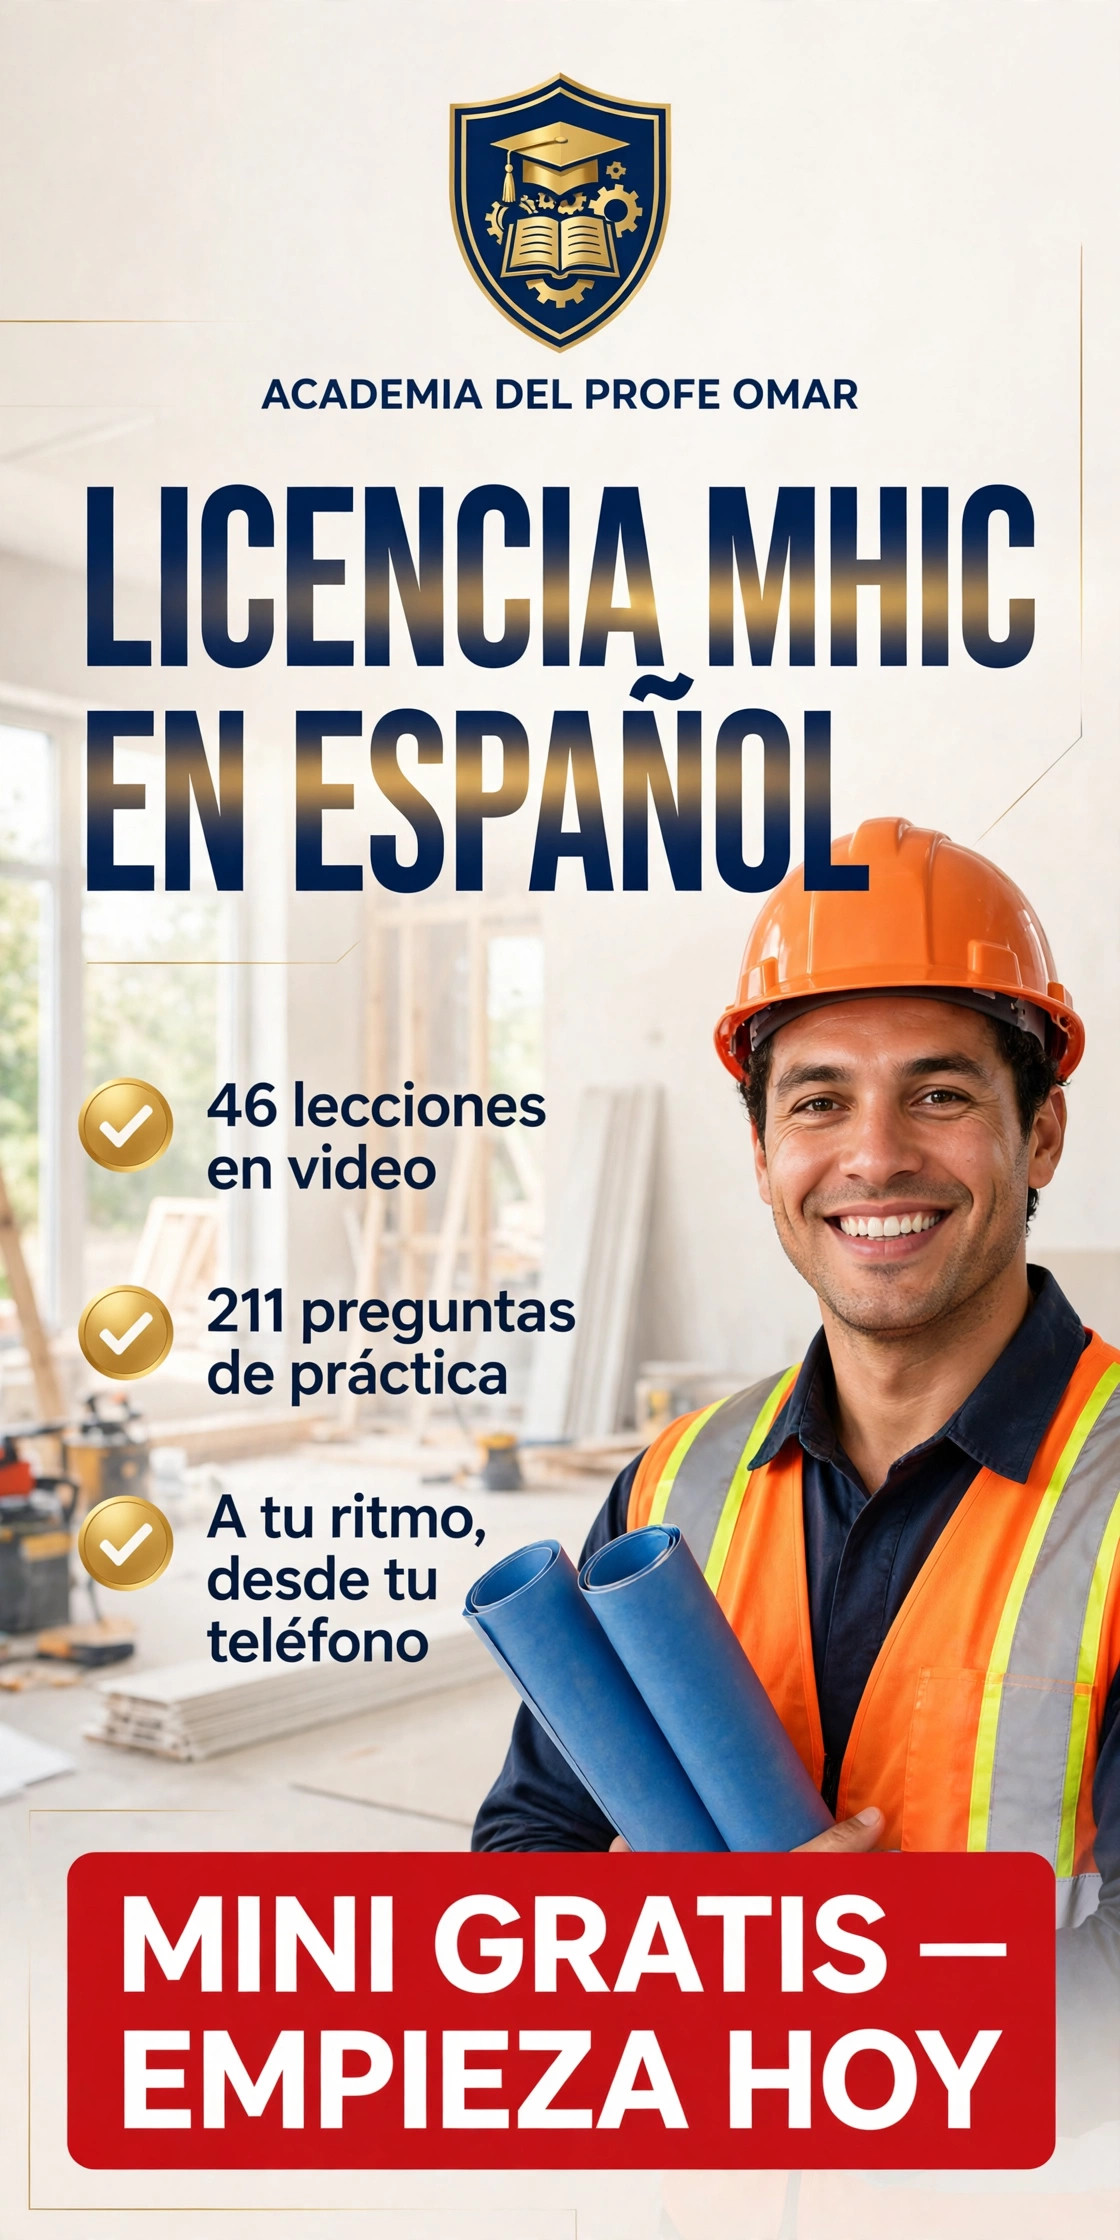 ACADEMIA DEL PROFE OMAR
LICENCIA MHIC
EN ESPAÑOL
46 lecciones
en video
211 preguntas
de práctica
A tu ritmo,
desde tu
teléfono
MINI GRATIS —
EMPIEZA HOY